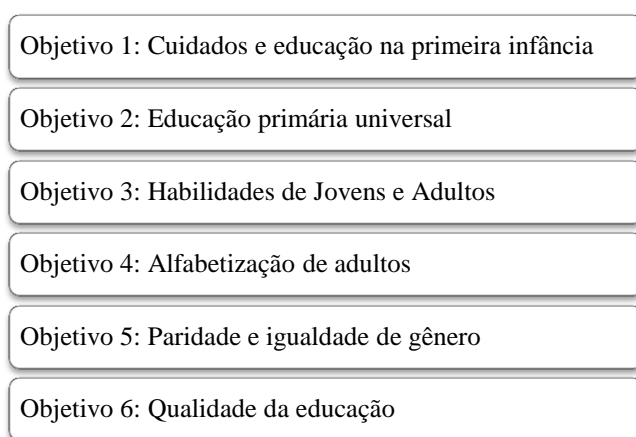 Objetivo 1: Cuidados e educação na primeira infância
Objetivo 2: Educação primária universal
Objetivo 3: Habilidades de Jovens e Adultos
Objetivo 4: Alfabetização de adultos
Objetivo 5: Paridade e igualdade de gênero
Objetivo 6: Qualidade da educação